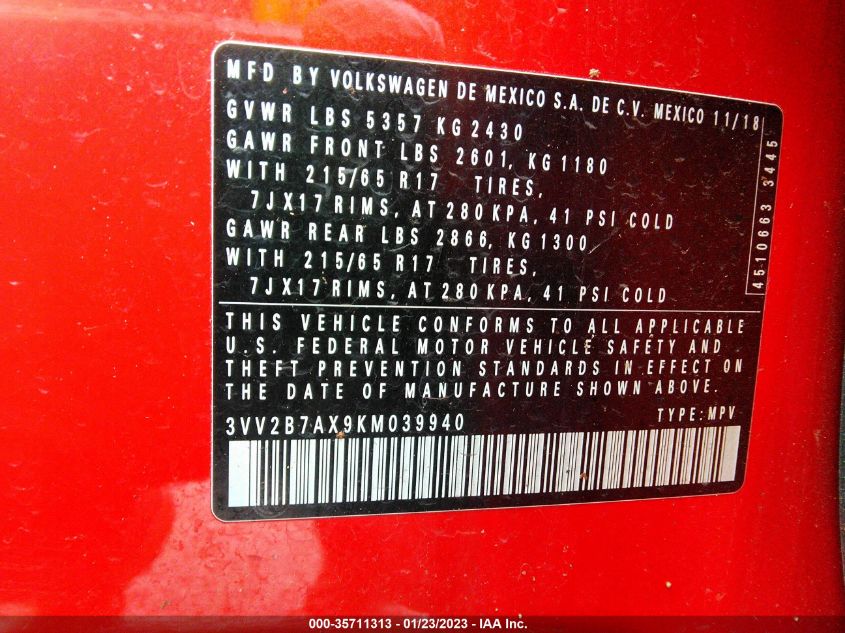 MFD BY VOLKSWAGEN DE MEXICO S.A. DE C.V. MEXICO 11/18
GVWR LBS 5357 KG 2430
GAWR FRONT LBS 2601, KG 1180
WITH 215/65 R17 TIRES,
7JX17 RIMS, AT 280 KPA, 41 PSI COLD
GAWR REAR LBS 2866, KG 1300
WITH 215/65 R17 TIRES,
7JX17 RIMS, AT 280 KPA, 41 PSI COLD
4510663 3445
THIS VEHICLE CONFORMS TO ALL APPLICABLE
U.S. FEDERAL MOTOR VEHICLE SAFETY AND
THEFT PREVENTION STANDARDS IN EFFECT ON
THE DATE OF MANUFACTURE SHOWN ABOVE.
3VV2B7AX9KM039940 TYPE: MPV
000-35711313 - 01/23/2023 - IAA Inc.